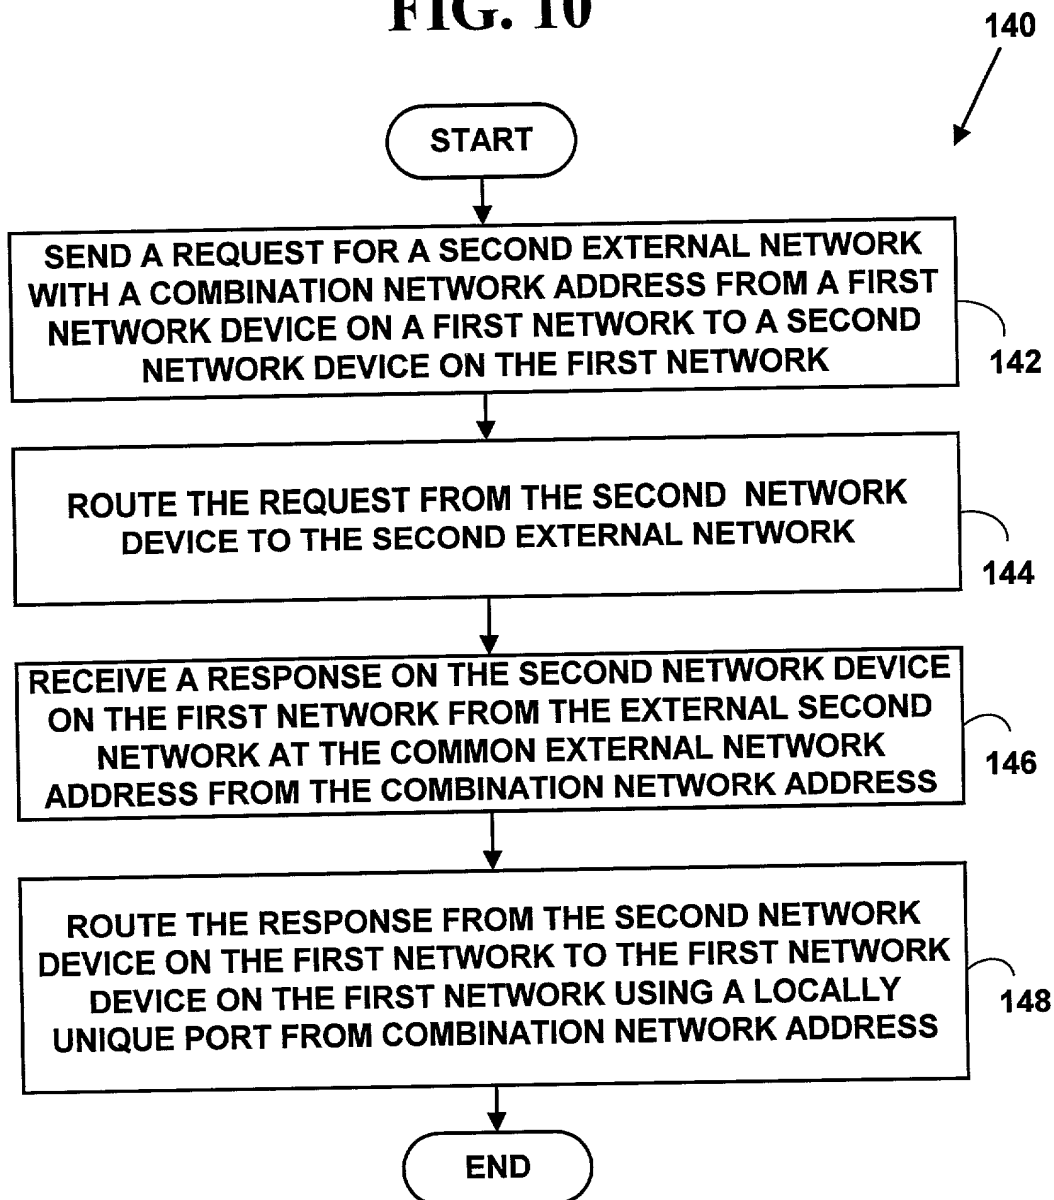 FIG. 10
140
START
SEND A REQUEST FOR A SECOND EXTERNAL NETWORK
WITH A COMBINATION NETWORK ADDRESS FROM A FIRST
NETWORK DEVICE ON A FIRST NETWORK TO A SECOND
NETWORK DEVICE ON THE FIRST NETWORK
142
ROUTE THE REQUEST FROM THE SECOND NETWORK
DEVICE TO THE SECOND EXTERNAL NETWORK
144
RECEIVE A RESPONSE ON THE SECOND NETWORK DEVICE
ON THE FIRST NETWORK FROM THE EXTERNAL SECOND
NETWORK AT THE COMMON EXTERNAL NETWORK
ADDRESS FROM THE COMBINATION NETWORK ADDRESS
146
ROUTE THE RESPONSE FROM THE SECOND NETWORK
DEVICE ON THE FIRST NETWORK TO THE FIRST NETWORK
DEVICE ON THE FIRST NETWORK USING A LOCALLY
UNIQUE PORT FROM COMBINATION NETWORK ADDRESS
148
END